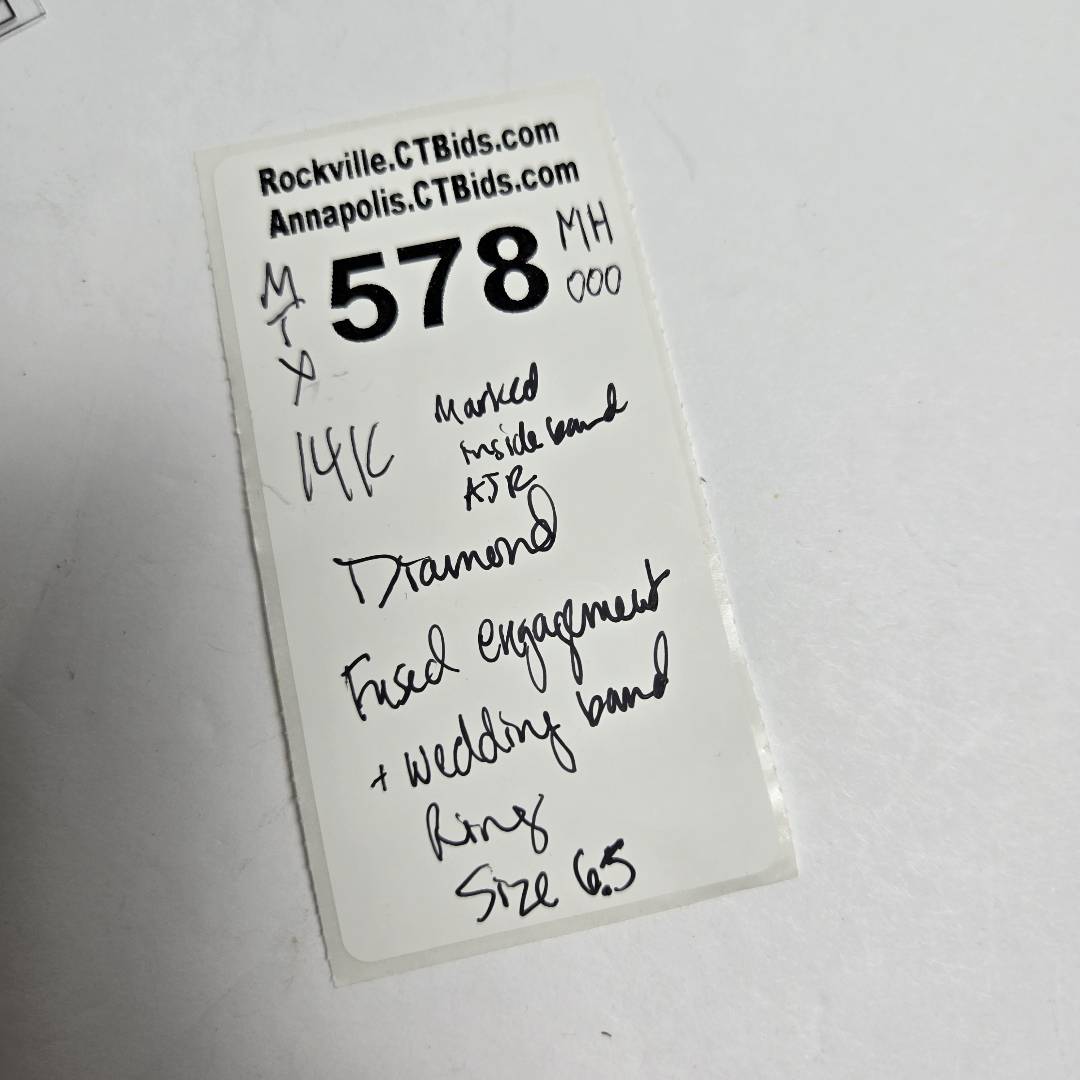 Rockville.CTBids.com
Annapolis.CTBids.com
578
MH
000
M
T
X
14K
Marked
inside band
AJR
Diamond
Fused engagement
+ wedding band
Ring
Size 6.5